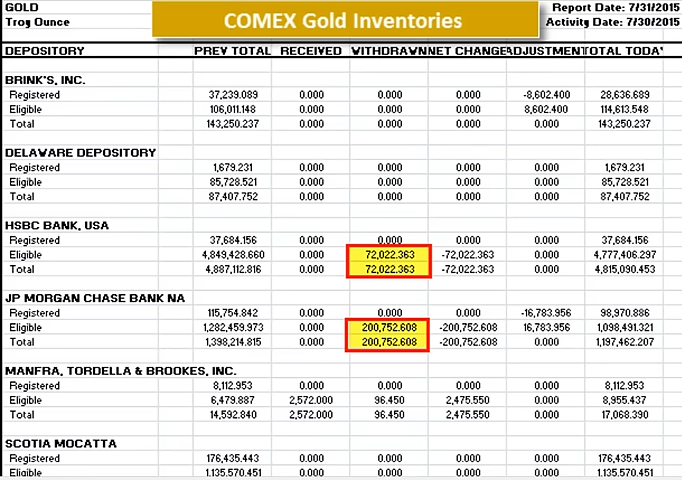 GOLD Report Date: 7/31/2015
Troy Ounce COMEX Gold Inventories Activity Date: 7/30/2015
DEPOSITORY PREV TOTAL RECEIVED WITHDRAWN NET CHANGE ADJUSTMENT TOTAL TODAY
BRINK'S, INC.
Registered 37,239.089 0.000 0.000 0.000 -8,602.400 28,636.689
Eligible 106,011.148 0.000 0.000 0.000 8,602.400 114,613.548
Total 143,250.237 0.000 0.000 0.000 0.000 143,250.237
DELAWARE DEPOSITORY
Registered 1,679.231 0.000 0.000 0.000 0.000 1,679.231
Eligible 85,728.521 0.000 0.000 0.000 0.000 85,728.521
Total 87,407.752 0.000 0.000 0.000 0.000 87,407.752
HSBC BANK, USA
Registered 37,684.156 0.000 0.000 0.000 0.000 37,684.156
Eligible 4,849,428.660 0.000 72,022.363 -72,022.363 0.000 4,777,406.297
Total 4,887,112.816 0.000 72,022.363 -72,022.363 0.000 4,815,090.453
JP MORGAN CHASE BANK NA
Registered 115,754.842 0.000 0.000 0.000 -16,783.956 98,970.886
Eligible 1,282,459.973 0.000 200,752.608 -200,752.608 16,783.956 1,098,491.321
Total 1,398,214.815 0.000 200,752.608 -200,752.608 0.000 1,197,462.207
MANFRA, TORDELLA & BROOKES, INC.
Registered 8,112.953 0.000 0.000 0.000 0.000 8,112.953
Eligible 6,479.887 2,572.000 96.450 2,475.550 0.000 8,955.437
Total 14,592.840 2,572.000 96.450 2,475.550 0.000 17,068.390
SCOTIA MOCATTA
Registered 176,435.443 0.000 0.000 0.000 0.000 176,435.443
Eligible 1,135,570.451 0.000 0.000 0.000 0.000 1,135,570.451